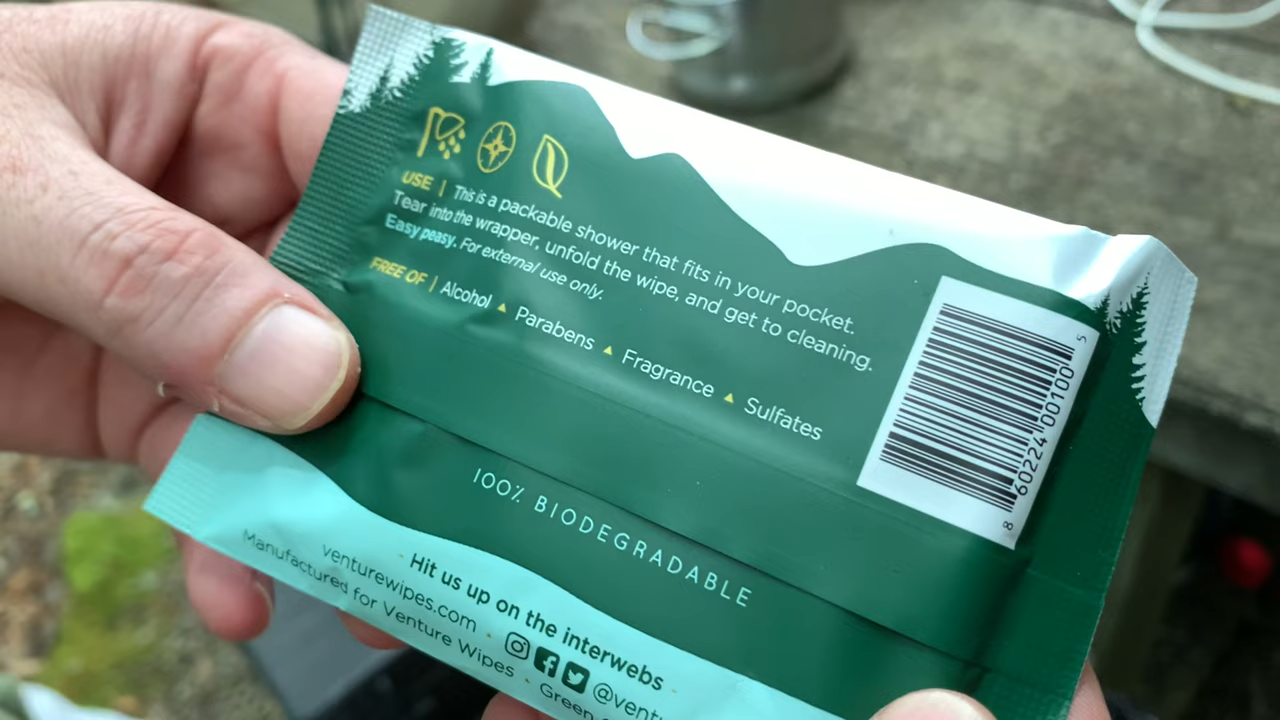 USE | This is a packable shower that fits in your pocket.
Tear into the wrapper, unfold the wipe, and get to cleaning.
Easy peasy. For external use only.
FREE OF | Alcohol ▲ Parabens ▲ Fragrance ▲ Sulfates
8 60224 00100 5
100% BIODEGRADABLE
· Hit us up on the interwebs ·
venturewipes.com · @ventu
Manufactured for Venture Wipes · Green